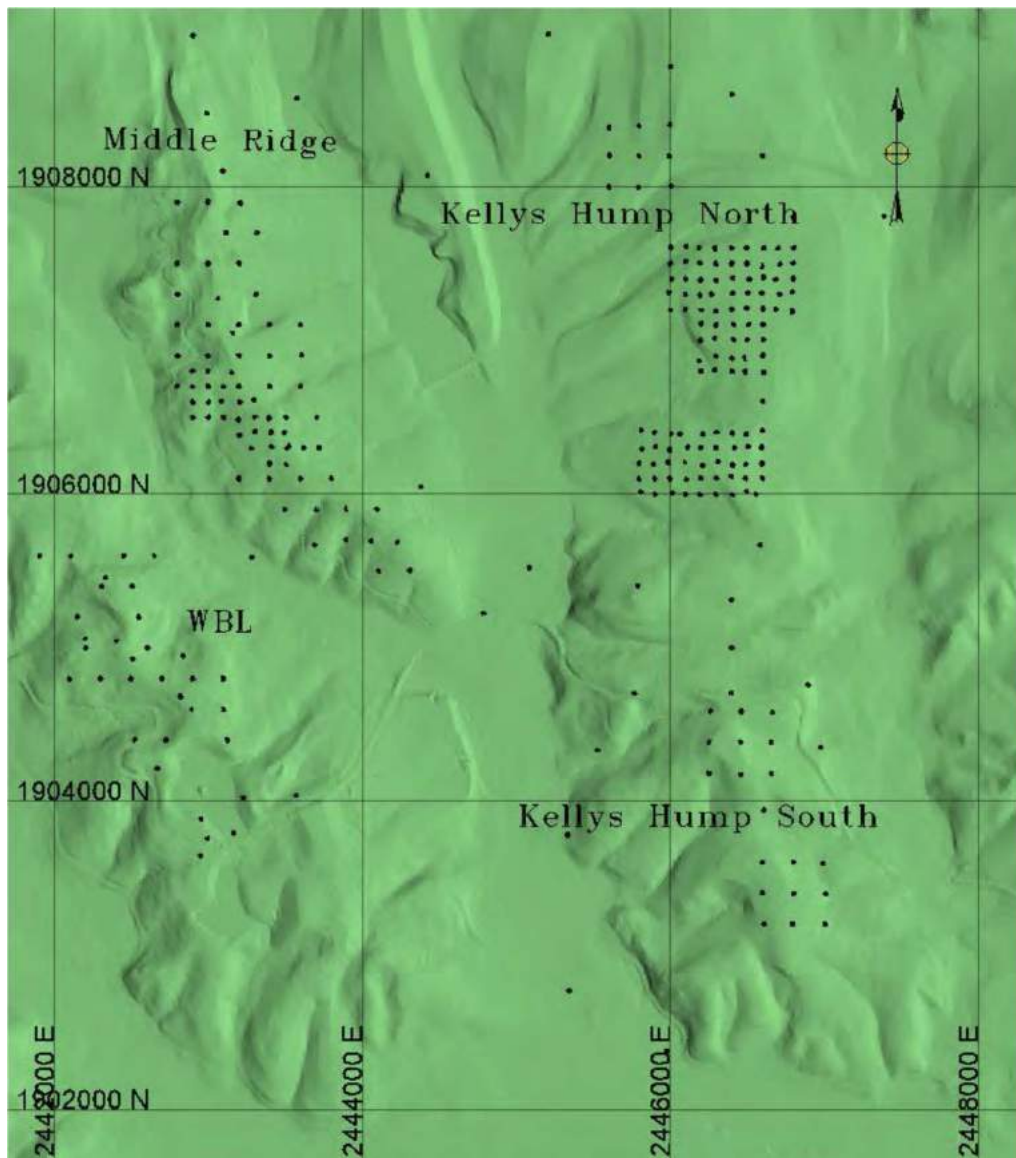 Middle Ridge
1908000 N
Kellys Hump North
1906000 N
WBL
1904000 N
Kellys Hump South
1902000 N
2442000 E
2444000 E
2446000 E
2448000 E